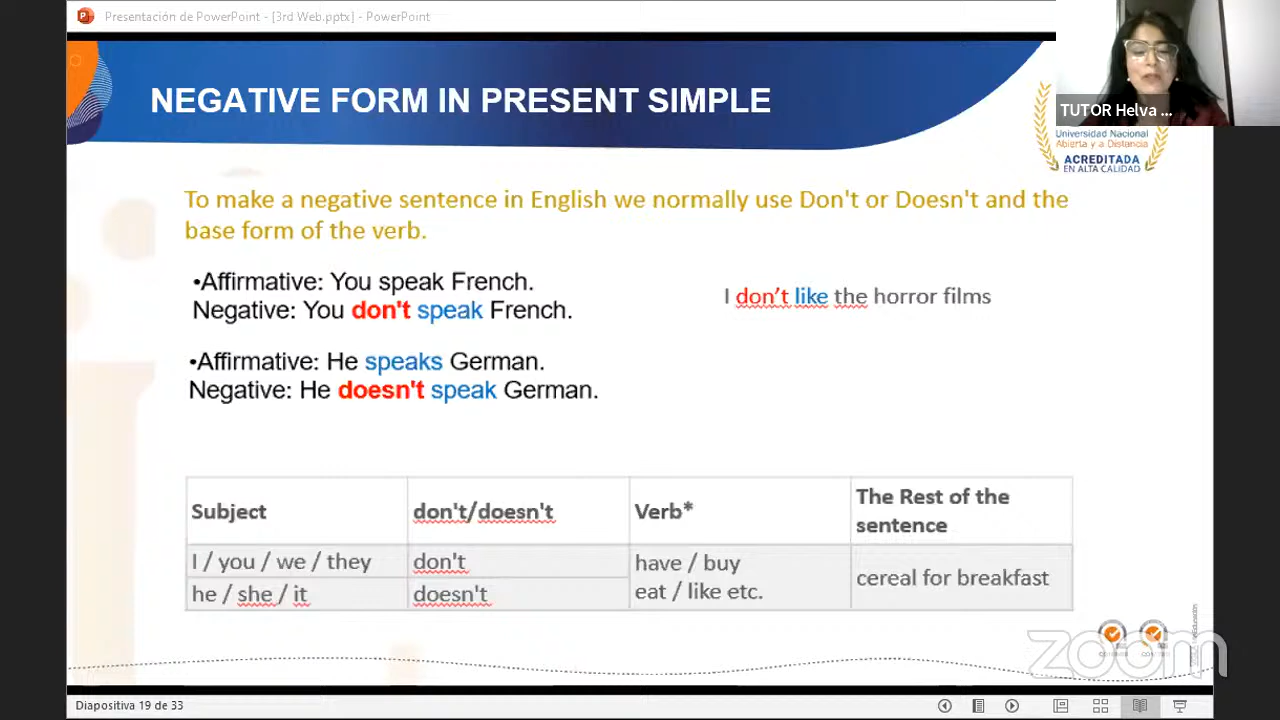 Presentación de PowerPoint - [3rd Web.pptx] - PowerPoint
NEGATIVE FORM IN PRESENT SIMPLE
TUTOR Helva ...
Universidad Nacional
Abierta y a Distancia
ACREDITADA
EN ALTA CALIDAD
To make a negative sentence in English we normally use Don't or Doesn't and the
base form of the verb.
•Affirmative: You speak French.
Negative: You don't speak French.
I don't like the horror films
•Affirmative: He speaks German.
Negative: He doesn't speak German.
Subject don't/doesn't Verb* The Rest of the
sentence
I / you / we / they don't have / buy
he / she / it doesn't eat / like etc. cereal for breakfast
zoom
Diapositiva 19 de 33